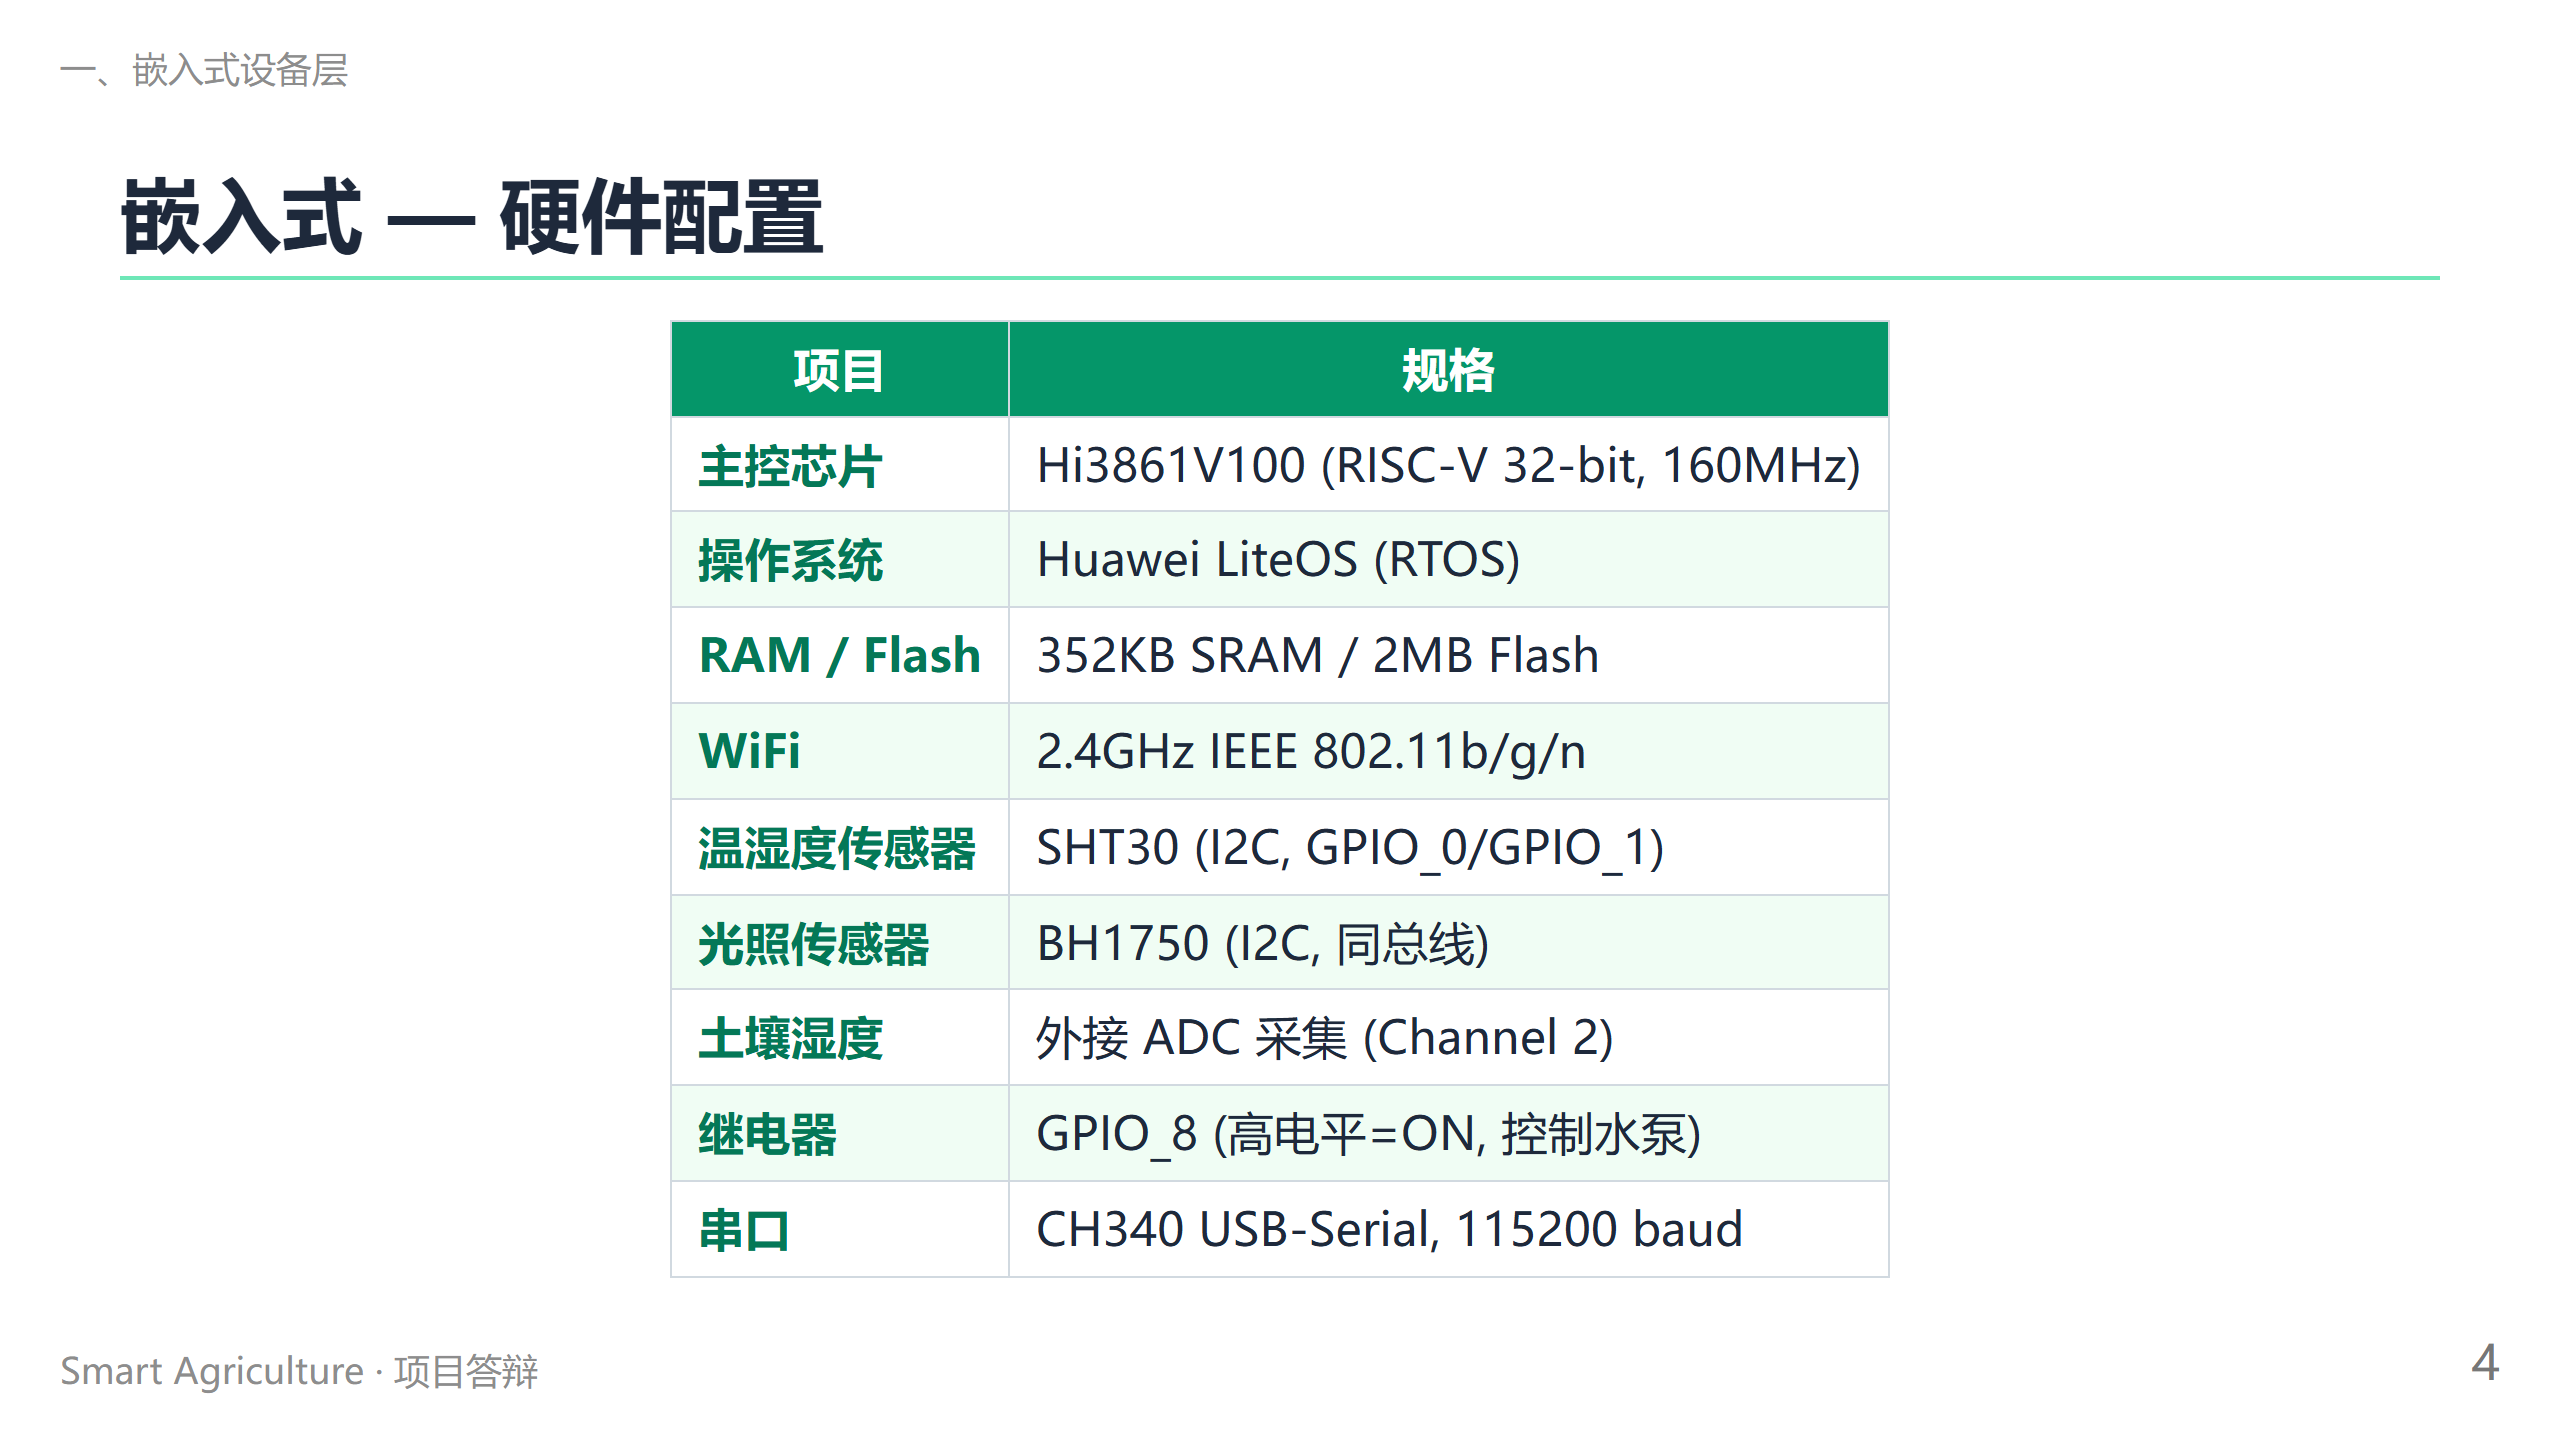 一、嵌入式设备层
嵌入式 — 硬件配置
项目 规格
主控芯片 Hi3861V100 (RISC-V 32-bit, 160MHz)
操作系统 Huawei LiteOS (RTOS)
RAM / Flash 352KB SRAM / 2MB Flash
WiFi 2.4GHz IEEE 802.11b/g/n
温湿度传感器 SHT30 (I2C, GPIO_0/GPIO_1)
光照传感器 BH1750 (I2C, 同总线)
土壤湿度 外接 ADC 采集 (Channel 2)
继电器 GPIO_8 (高电平=ON, 控制水泵)
串口 CH340 USB-Serial, 115200 baud
Smart Agriculture · 项目答辩
4